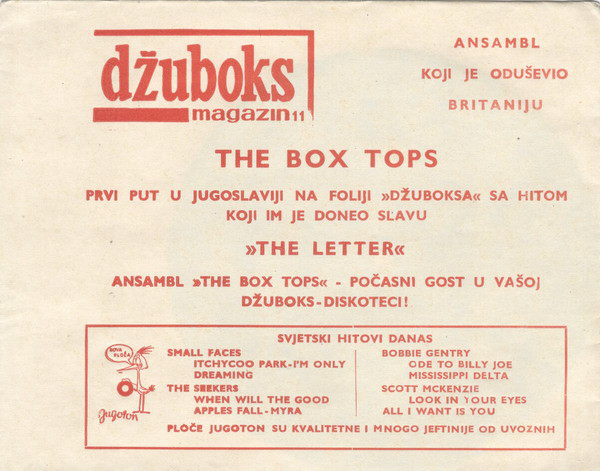 džuboks
magazin 11
ANSAMBL
KOJI JE ODUŠEVIO
BRITANIJU
THE BOX TOPS
PRVI PUT U JUGOSLAVIJI NA FOLIJI »DŽUBOKSA« SA HITOM
KOJI IM JE DONEO SLAVU
»THE LETTER«
ANSAMBL »THE BOX TOPS« - POČASNI GOST U VAŠOJ
DŽUBOKS-DISKOTECI!
SVJETSKI HITOVI DANAS
NOVA
PLOČA
Jugoton
SMALL FACES
ITCHYCOO PARK-I'M ONLY
DREAMING
THE SEEKERS
WHEN WILL THE GOOD
APPLES FALL-MYRA
BOBBIE GENTRY
ODE TO BILLY JOE
MISSISSIPPI DELTA
SCOTT MCKENZIE
LOOK IN YOUR EYES
ALL I WANT IS YOU
PLOČE JUGOTON SU KVALITETNE I MNOGO JEFTINIJE OD UVOZNIH